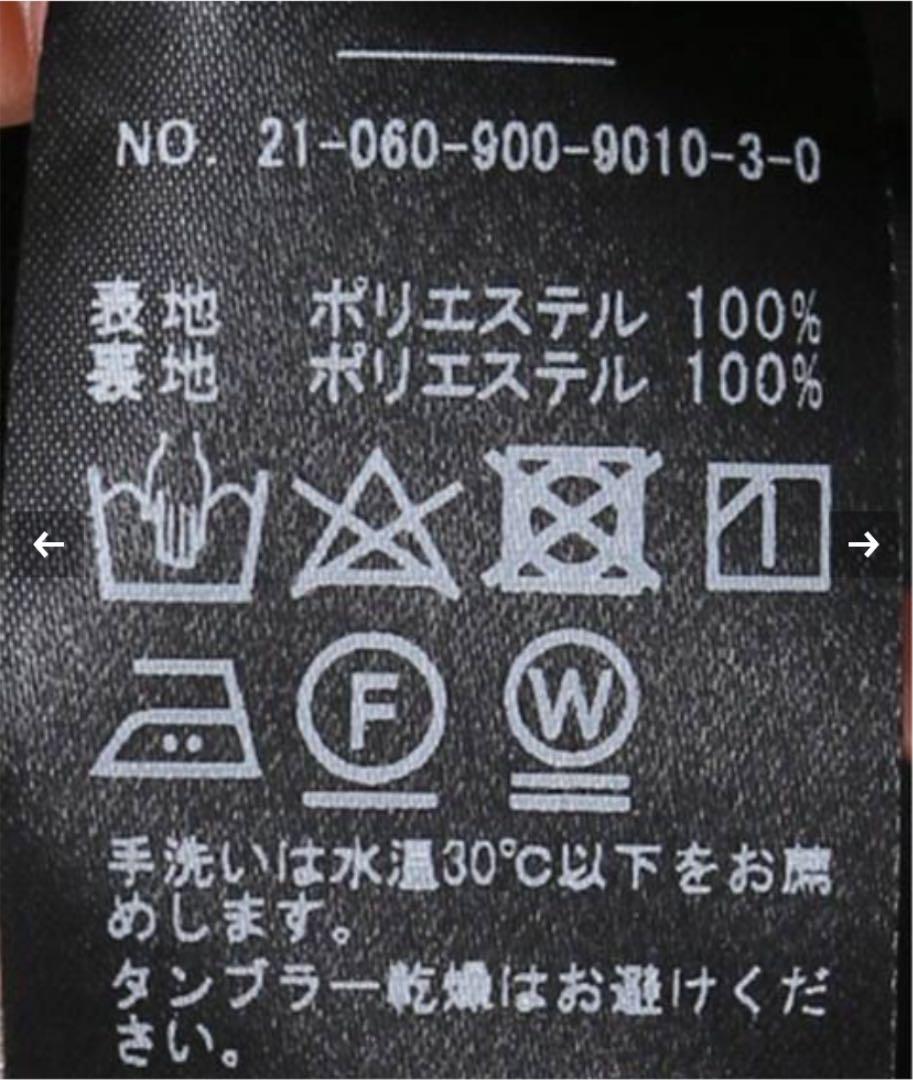 NO. 21-060-900-9010-3-0
表地 ポリエステル 100%
裏地 ポリエステル 100%
F W
手洗いは水温30℃以下をお薦
めします。
タンブラー乾燥はお避けくだ
さい。